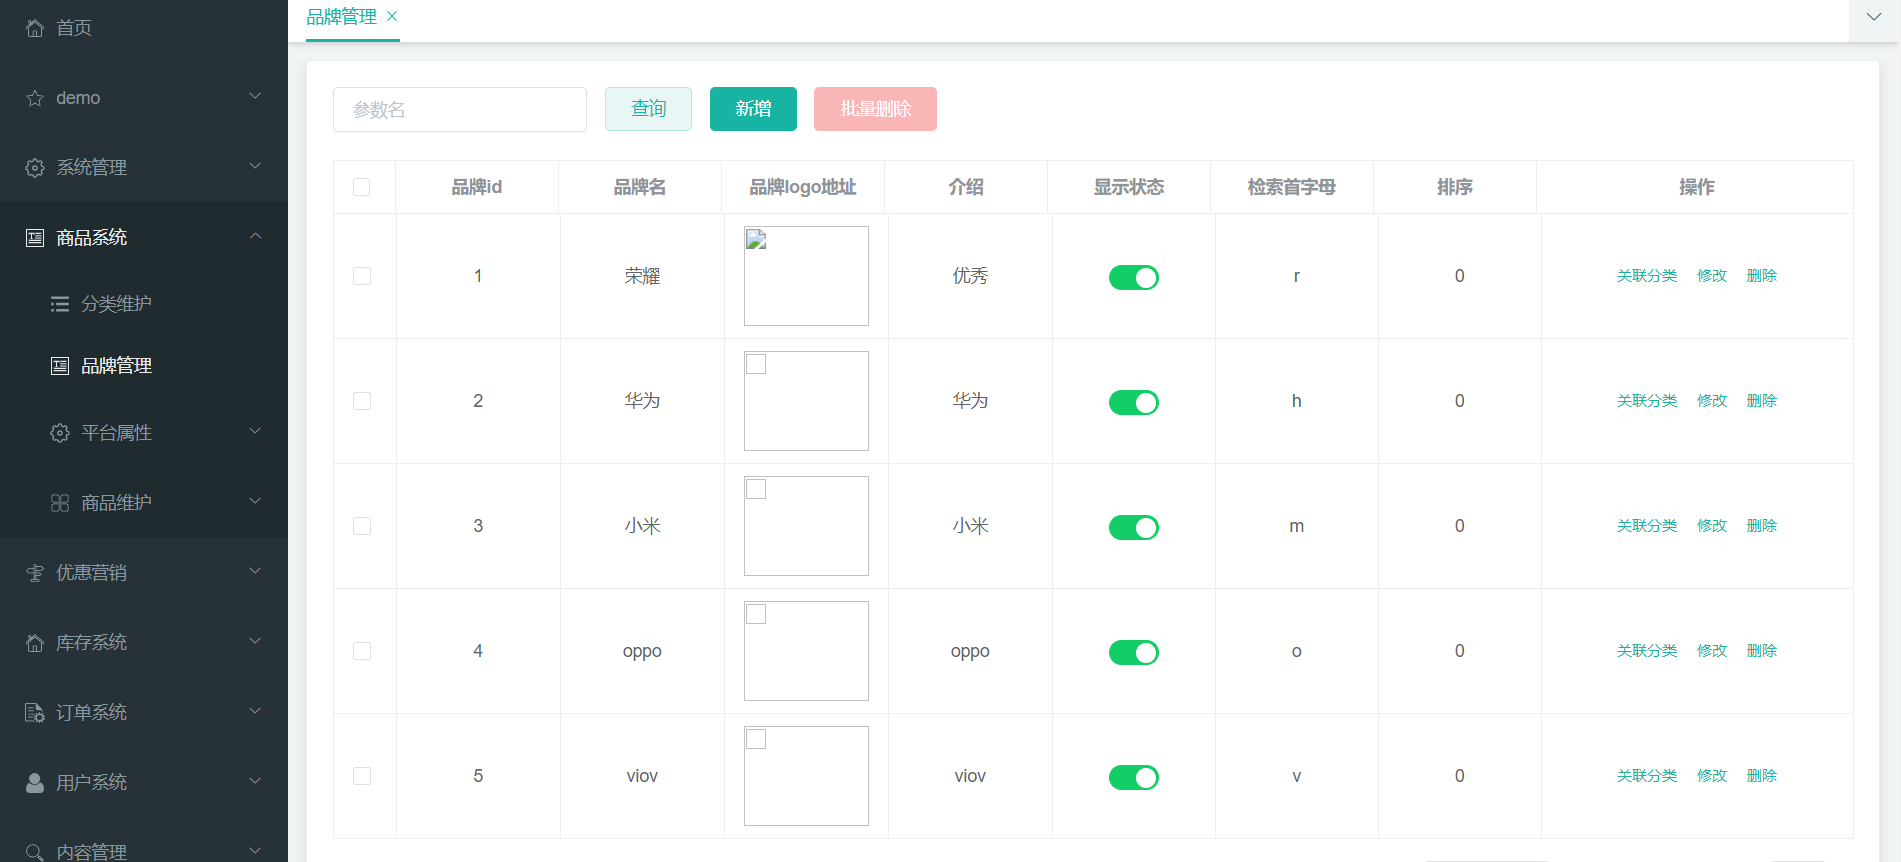 首页
demo
系统管理
商品系统
分类维护
品牌管理
平台属性
商品维护
优惠营销
库存系统
订单系统
用户系统
内容管理
品牌管理
参数名 查询 新增 批量删除
品牌id 品牌名 品牌logo地址 介绍 显示状态 检索首字母 排序 操作
1 荣耀 优秀 r 0 关联分类 修改 删除
2 华为 华为 h 0 关联分类 修改 删除
3 小米 小米 m 0 关联分类 修改 删除
4 oppo oppo o 0 关联分类 修改 删除
5 viov viov v 0 关联分类 修改 删除